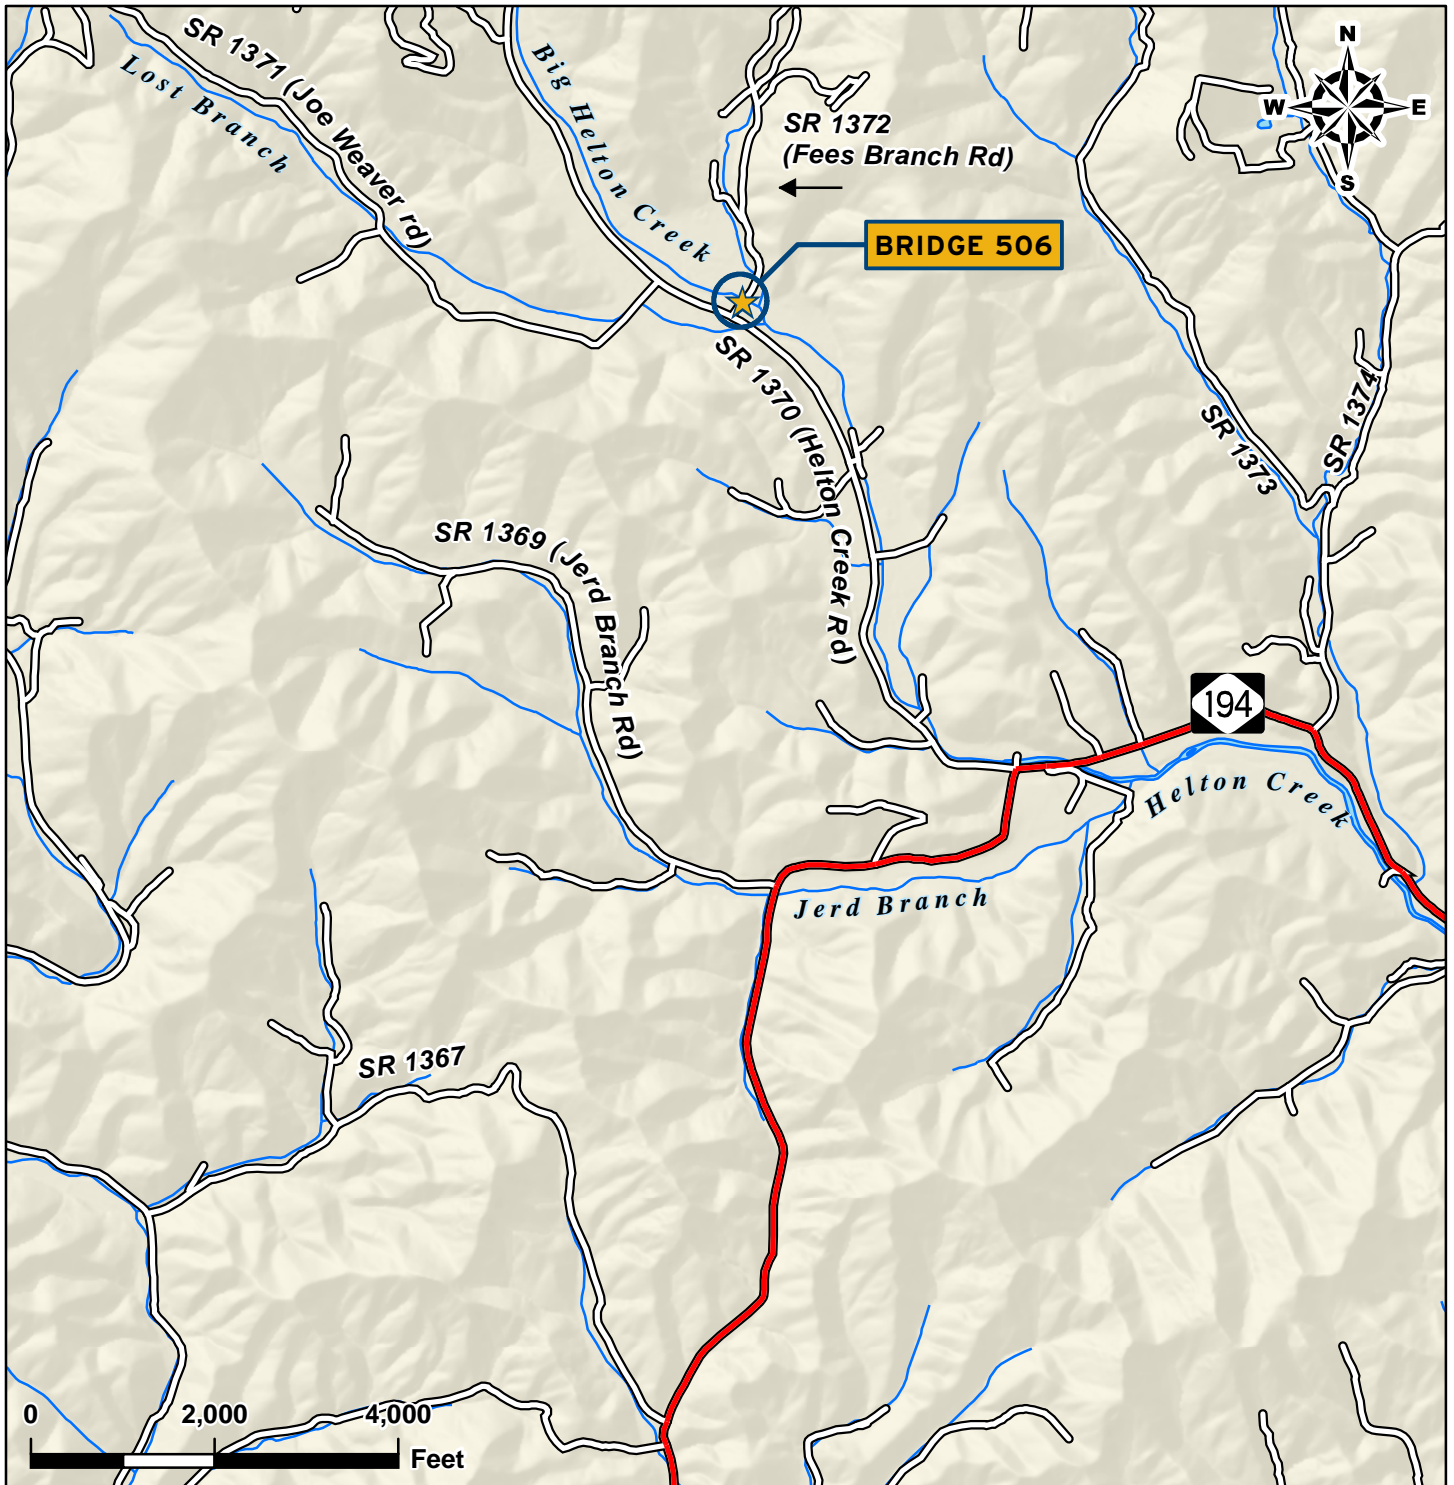 SR 1371 (Joe Weaver rd)
Lost Branch
Big Helton Creek
N
W
E
S
SR 1372
(Fees Branch Rd)
BRIDGE 506
SR 1370 (Helton Creek Rd)
SR 1373
SR 1374
SR 1369 (Jerd Branch Rd)
194
Helton Creek
Jerd Branch
SR 1367
0 2,000 4,000
Feet